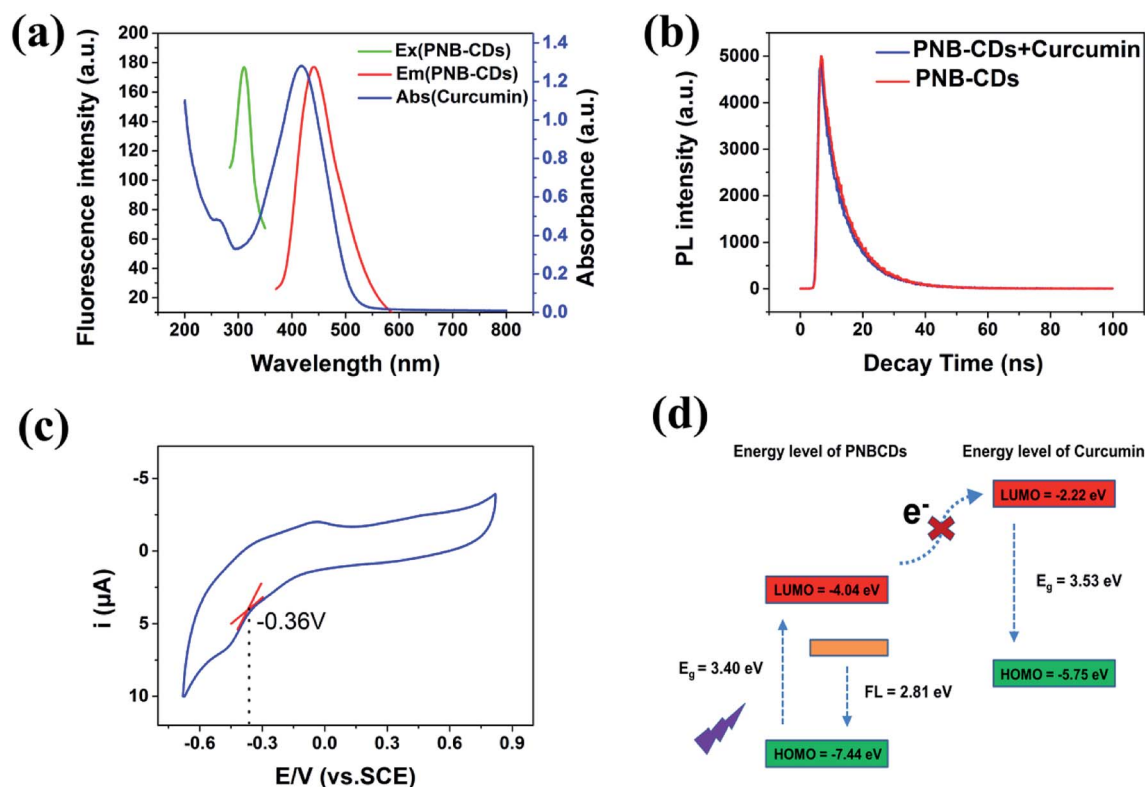 (a)
Fluorescence intensity (a.u.)
200
180
160
140
120
100
80
60
40
20
Ex(PNB-CDs)
Em(PNB-CDs)
Abs(Curcumin)
1.4
1.2
1.0
0.8
0.6
0.4
0.2
0.0
Absorbance (a.u.)
200 300 400 500 600 700 800
Wavelength (nm)
(b)
PL intensity (a.u.)
5000
4000
3000
2000
1000
0
PNB-CDs+Curcumin
PNB-CDs
0 20 40 60 80 100
Decay Time (ns)
(c)
i (μA)
-5
0
5
10
-0.36V
-0.6 -0.3 0.0 0.3 0.6 0.9
E/V (vs.SCE)
(d)
Energy level of PNBCDs
Energy level of Curcumin
LUMO = -2.22 eV
e-
Eg = 3.53 eV
LUMO = -4.04 eV
HOMO = -5.75 eV
Eg = 3.40 eV
FL = 2.81 eV
HOMO = -7.44 eV